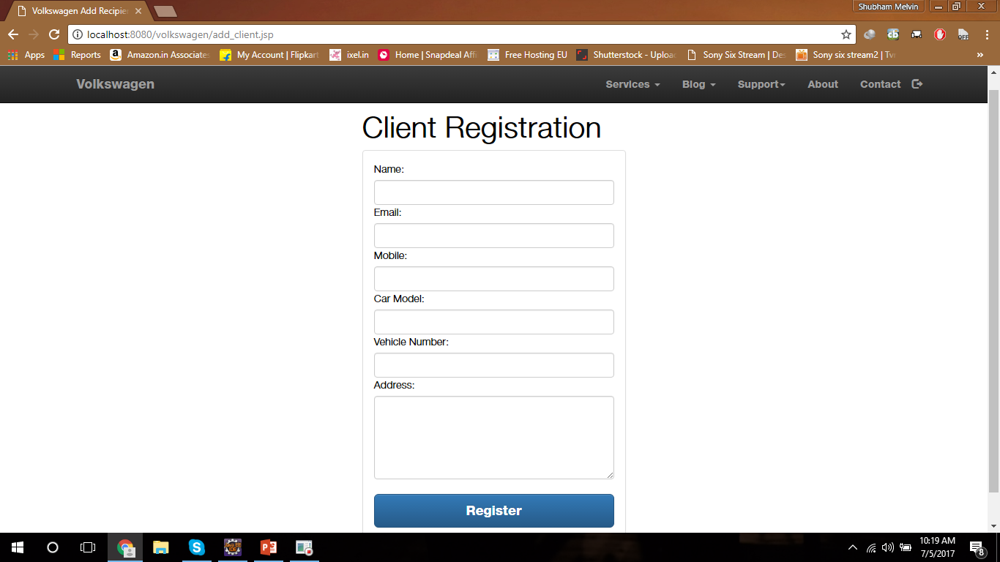 Volkswagen Add Recipie
Shubham Melvin
localhost:8080/volkswagen/add_client.jsp
OFF
Apps Reports Amazon.in Associate My Account | Flipkart ixel.in Home | Snapdeal Affi Free Hosting EU Shutterstock - Uploa Sony Six Stream | Des Sony six stream2 | Tv »
Volkswagen Services Blog Support About Contact
Client Registration
Name:
Email:
Mobile:
Car Model:
Vehicle Number:
Address:
Register
10:19 AM
7/5/2017
8